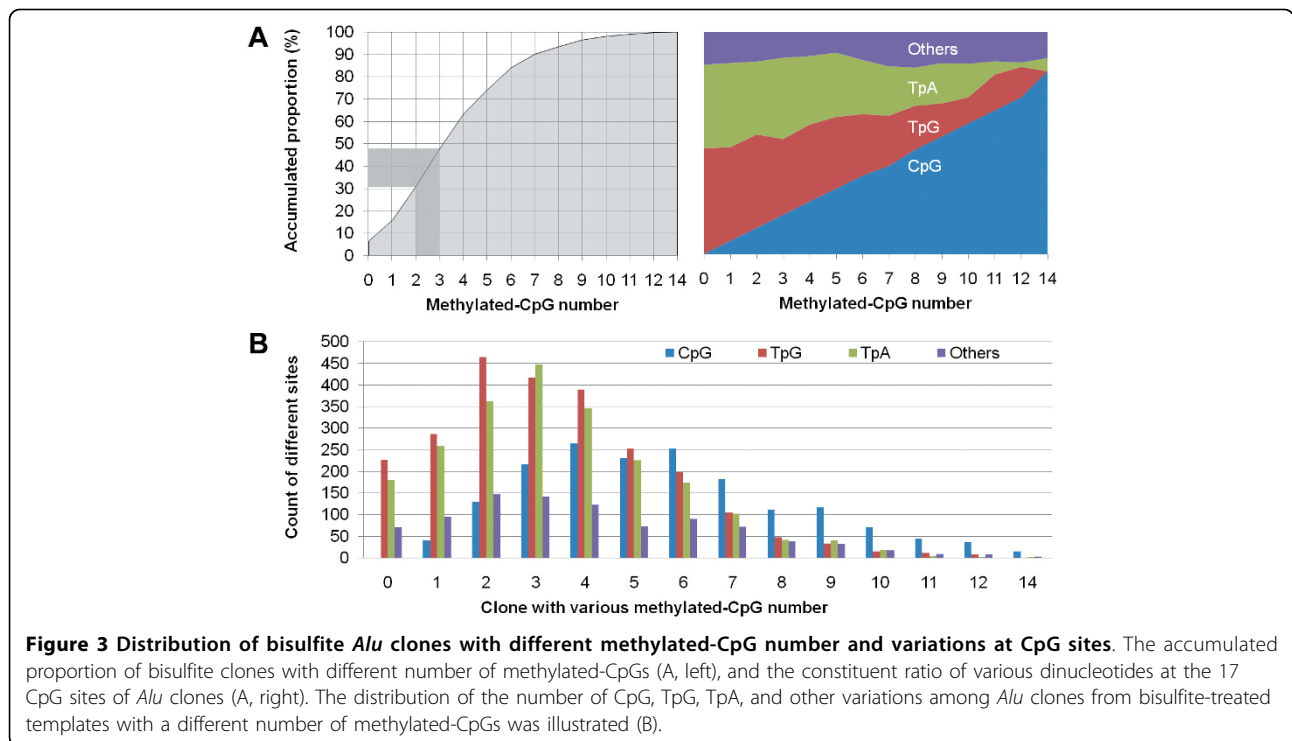 A
Accumulated proportion (%)
100
90
80
70
60
50
40
30
20
10
0
0 1 2 3 4 5 6 7 8 9 10 11 12 14
Methylated-CpG number
Others
TpA
TpG
CpG
0 1 2 3 4 5 6 7 8 9 10 11 12 14
Methylated-CpG number
B
Count of different sites
500
450
400
350
300
250
200
150
100
50
0
CpG TpG TpA Others
0 1 2 3 4 5 6 7 8 9 10 11 12 14
Clone with various methylated-CpG number
Figure 3 Distribution of bisulfite Alu clones with different methylated-CpG number and variations at CpG sites. The accumulated
proportion of bisulfite clones with different number of methylated-CpGs (A, left), and the constituent ratio of various dinucleotides at the 17
CpG sites of Alu clones (A, right). The distribution of the number of CpG, TpG, TpA, and other variations among Alu clones from bisulfite-treated
templates with a different number of methylated-CpGs was illustrated (B).